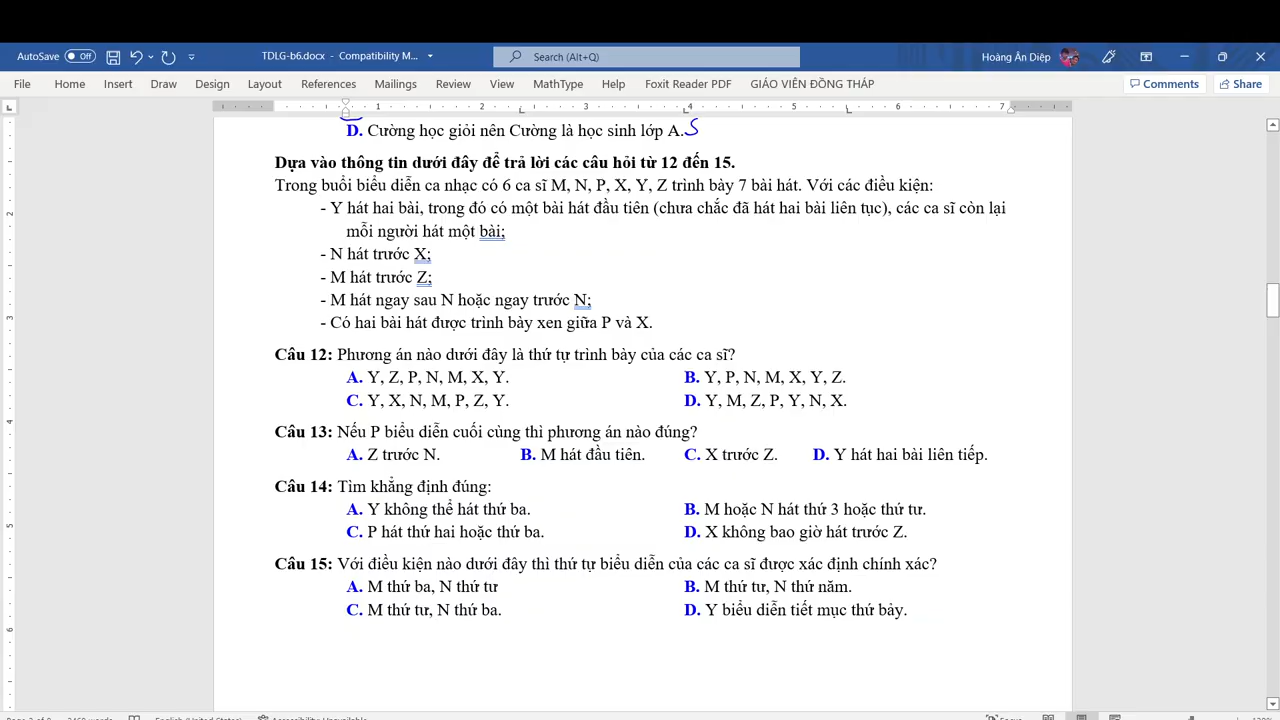 AutoSave Off TDLG-b6.docx - Compatibility M... Search (Alt+Q) Hoàng Ân Diệp
File Home Insert Draw Design Layout References Mailings Review View MathType Help Foxit Reader PDF GIÁO VIÊN ĐỒNG THÁP Comments Share
1 2 3 4 5 6 7
D. Cường học giỏi nên Cường là học sinh lớp A. S
Dựa vào thông tin dưới đây để trả lời các câu hỏi từ 12 đến 15.
Trong buổi biểu diễn ca nhạc có 6 ca sĩ M, N, P, X, Y, Z trình bày 7 bài hát. Với các điều kiện:
- Y hát hai bài, trong đó có một bài hát đầu tiên (chưa chắc đã hát hai bài liên tục), các ca sĩ còn lại
mỗi người hát một bài;
- N hát trước X;
- M hát trước Z;
- M hát ngay sau N hoặc ngay trước N;
- Có hai bài hát được trình bày xen giữa P và X.
Câu 12: Phương án nào dưới đây là thứ tự trình bày của các ca sĩ?
A. Y, Z, P, N, M, X, Y. B. Y, P, N, M, X, Y, Z.
C. Y, X, N, M, P, Z, Y. D. Y, M, Z, P, Y, N, X.
Câu 13: Nếu P biểu diễn cuối cùng thì phương án nào đúng?
A. Z trước N. B. M hát đầu tiên. C. X trước Z. D. Y hát hai bài liên tiếp.
Câu 14: Tìm khẳng định đúng:
A. Y không thể hát thứ ba. B. M hoặc N hát thứ 3 hoặc thứ tư.
C. P hát thứ hai hoặc thứ ba. D. X không bao giờ hát trước Z.
Câu 15: Với điều kiện nào dưới đây thì thứ tự biểu diễn của các ca sĩ được xác định chính xác?
A. M thứ ba, N thứ tư B. M thứ tư, N thứ năm.
C. M thứ tư, N thứ ba. D. Y biểu diễn tiết mục thứ bảy.